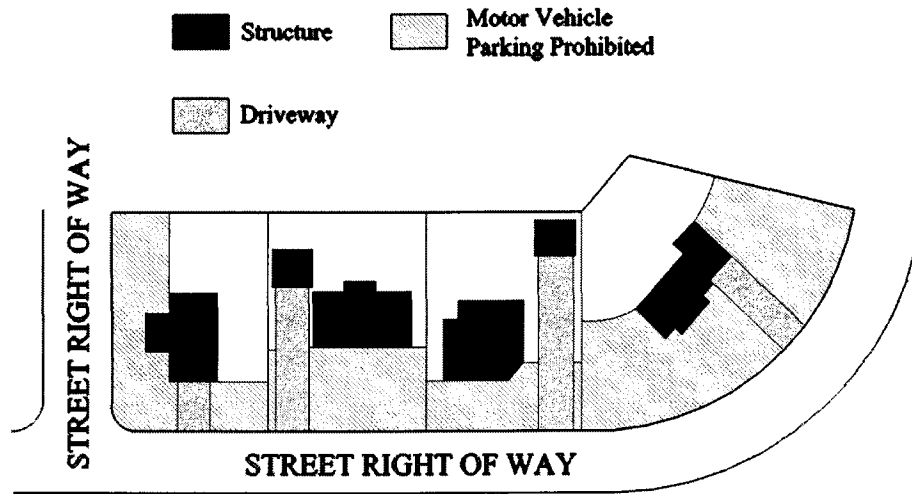 Structure
Motor Vehicle
Parking Prohibited
Driveway
STREET RIGHT OF WAY
STREET RIGHT OF WAY